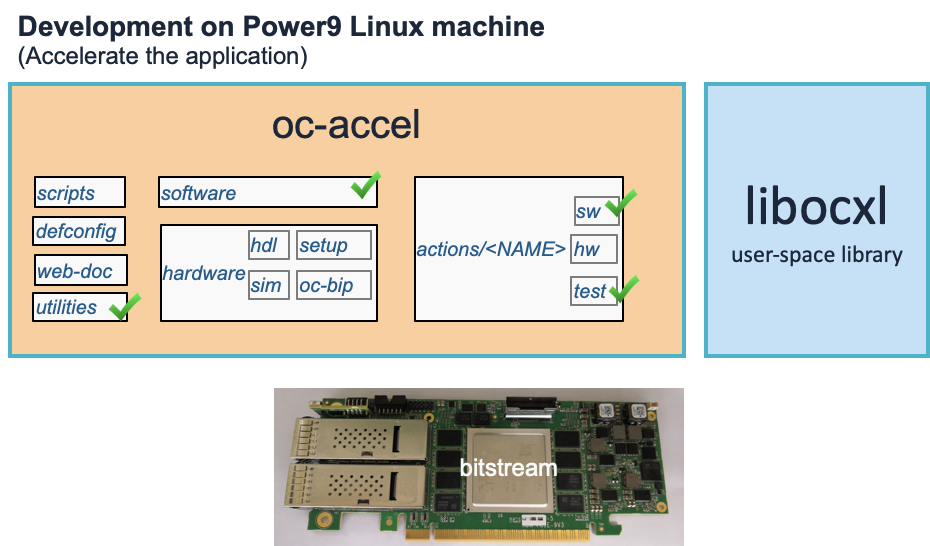 Development on Power9 Linux machine
(Accelerate the application)
oc-accel
scripts
defconfig
web-doc
utilities
software
hardware
hdl
setup
sim
oc-bip
actions/<NAME>
sw
hw
test
libocxl
user-space library
bitstream